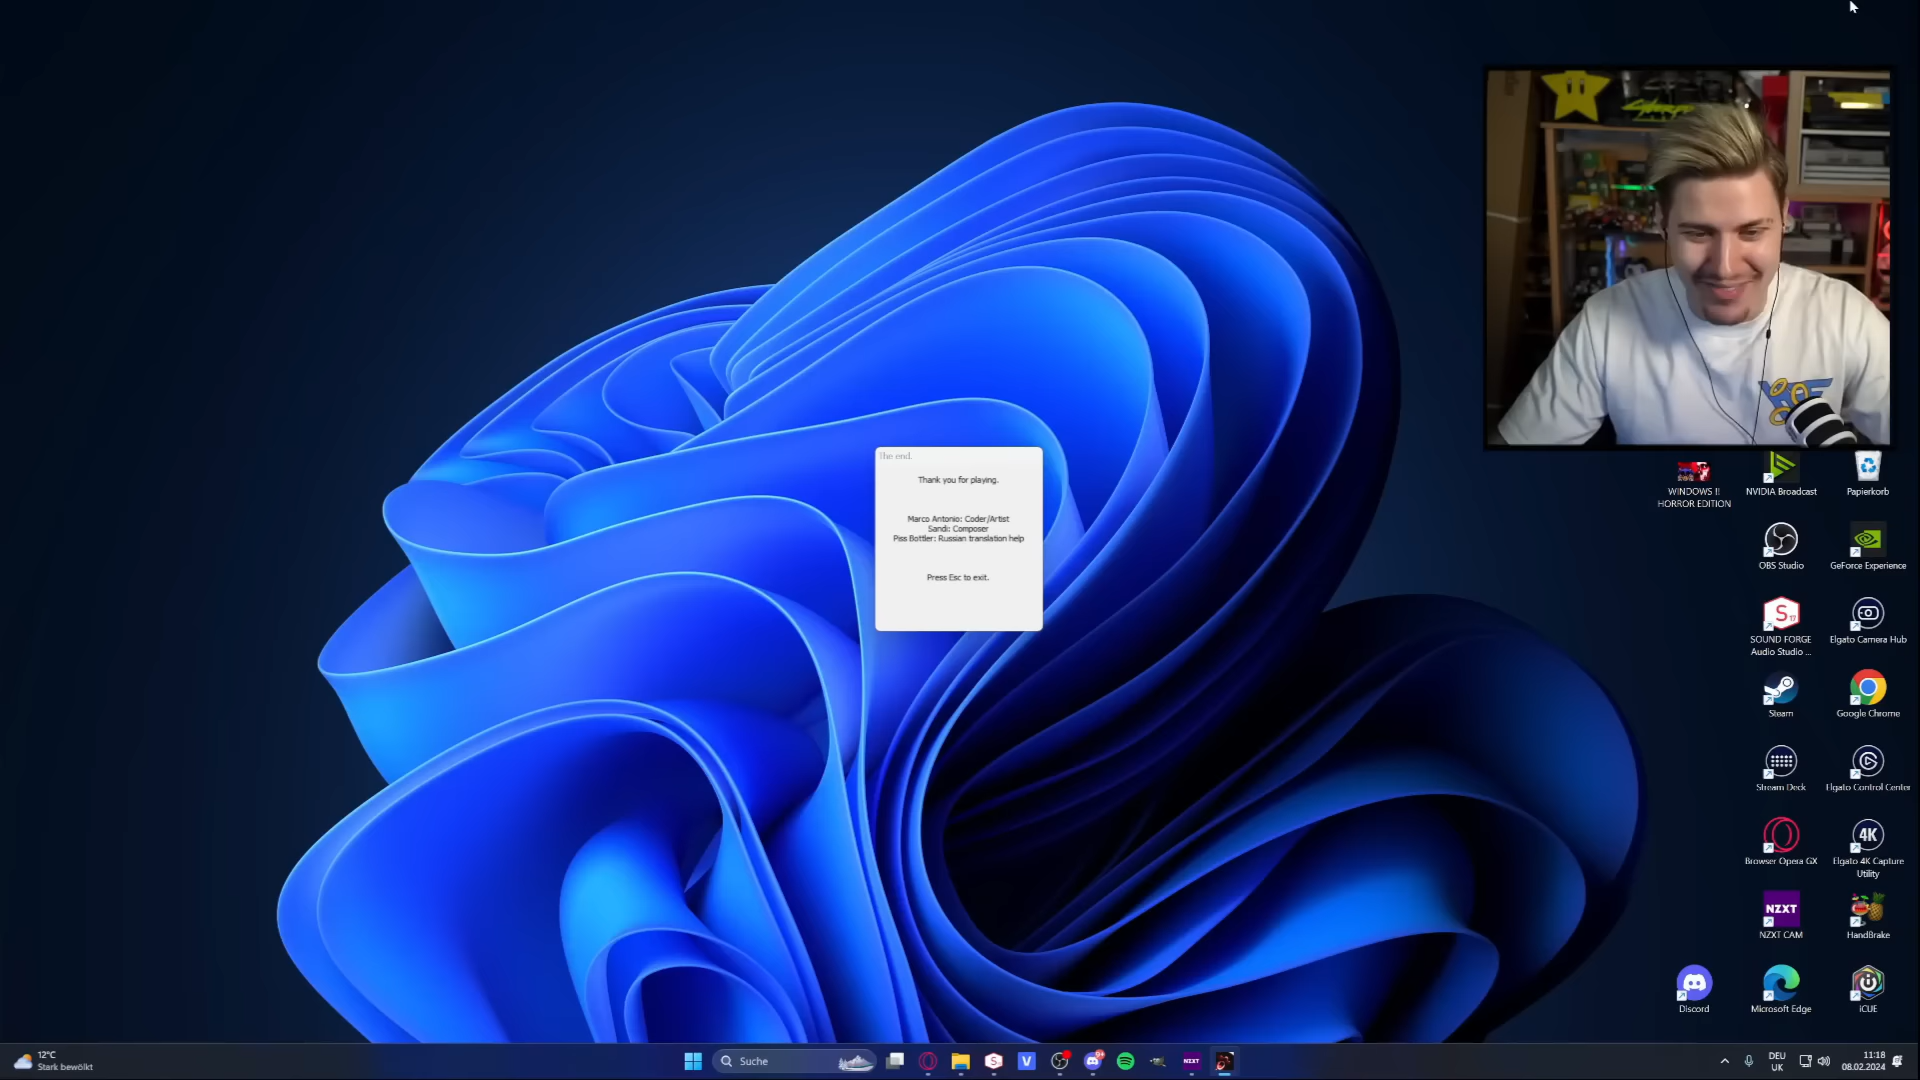 The end.
Thank you for playing.
Marco Antonio: Coder/Artist
Sandi: Composer
Piss Bottler: Russian translation help
Press Esc to exit.
WINDOWS !!
HORROR EDITION
NVIDIA Broadcast
Papierkorb
OBS Studio
GeForce Experience
S 17
SOUND FORGE
Audio Studio ...
Elgato Camera Hub
Steam
Google Chrome
Stream Deck
Elgato Control Center
4K
Browser Opera GX
Elgato 4K Capture
Utility
NZXT
NZXT CAM
HandBrake
Discord
Microsoft Edge
iCUE
12°C
Stark bewölkt
Suche
S
V
9+
NZXT
DEU
UK
11:18
08.02.2024